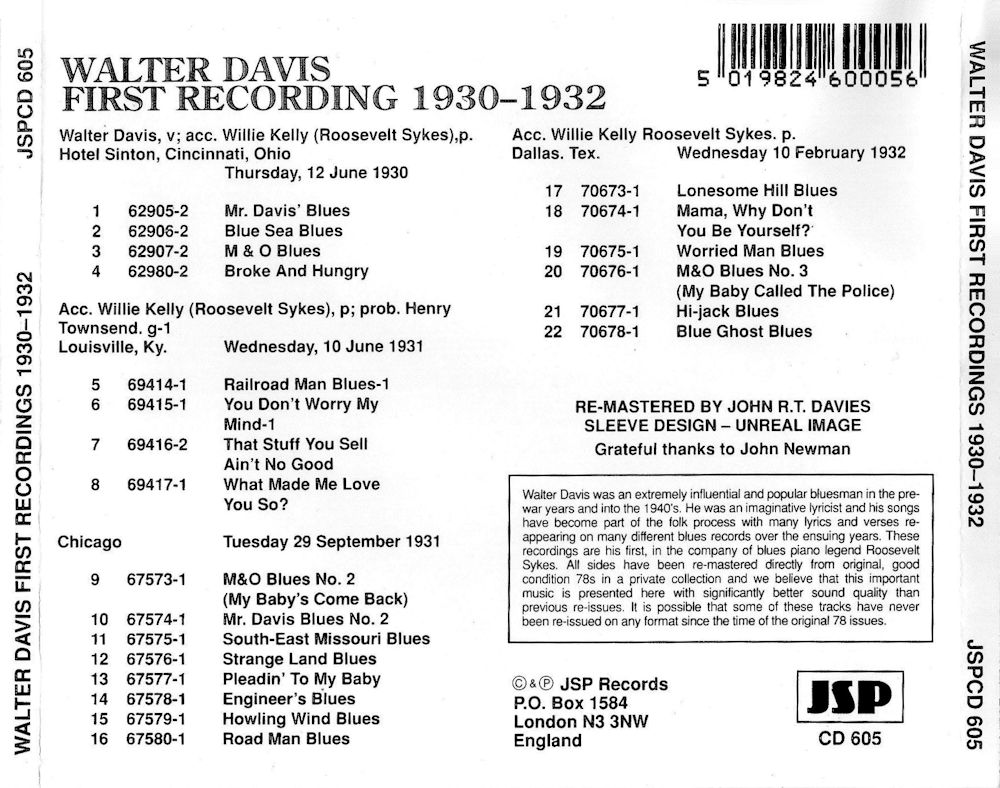 WALTER DAVIS FIRST RECORDINGS 1930–1932
JSPCD 605
WALTER DAVIS
FIRST RECORDING 1930–1932
5 019824 600056
Walter Davis, v; acc. Willie Kelly (Roosevelt Sykes),p.
Hotel Sinton, Cincinnati, Ohio
Thursday, 12 June 1930
1 62905-2 Mr. Davis' Blues
2 62906-2 Blue Sea Blues
3 62907-2 M & O Blues
4 62980-2 Broke And Hungry
Acc. Willie Kelly (Roosevelt Sykes), p; prob. Henry
Townsend. g-1
Louisville, Ky. Wednesday, 10 June 1931
5 69414-1 Railroad Man Blues-1
6 69415-1 You Don't Worry My
Mind-1
7 69416-2 That Stuff You Sell
Ain't No Good
8 69417-1 What Made Me Love
You So?
Chicago Tuesday 29 September 1931
9 67573-1 M&O Blues No. 2
(My Baby's Come Back)
10 67574-1 Mr. Davis Blues No. 2
11 67575-1 South-East Missouri Blues
12 67576-1 Strange Land Blues
13 67577-1 Pleadin' To My Baby
14 67578-1 Engineer's Blues
15 67579-1 Howling Wind Blues
16 67580-1 Road Man Blues
Acc. Willie Kelly Roosevelt Sykes. p.
Dallas. Tex. Wednesday 10 February 1932
17 70673-1 Lonesome Hill Blues
18 70674-1 Mama, Why Don't
You Be Yourself?
19 70675-1 Worried Man Blues
20 70676-1 M&O Blues No. 3
(My Baby Called The Police)
21 70677-1 Hi-jack Blues
22 70678-1 Blue Ghost Blues
RE-MASTERED BY JOHN R.T. DAVIES
SLEEVE DESIGN – UNREAL IMAGE
Grateful thanks to John Newman
Walter Davis was an extremely influential and popular bluesman in the pre-
war years and into the 1940's. He was an imaginative lyricist and his songs
have become part of the folk process with many lyrics and verses re-
appearing on many different blues records over the ensuing years. These
recordings are his first, in the company of blues piano legend Roosevelt
Sykes. All sides have been re-mastered directly from original, good
condition 78s in a private collection and we believe that this important
music is presented here with significantly better sound quality than
previous re-issues. It is possible that some of these tracks have never
been re-issued on any format since the time of the original 78 issues.
© & ℗ JSP Records
P.O. Box 1584
London N3 3NW
England
JSP
CD 605
WALTER DAVIS FIRST RECORDINGS 1930–1932
JSPCD 605